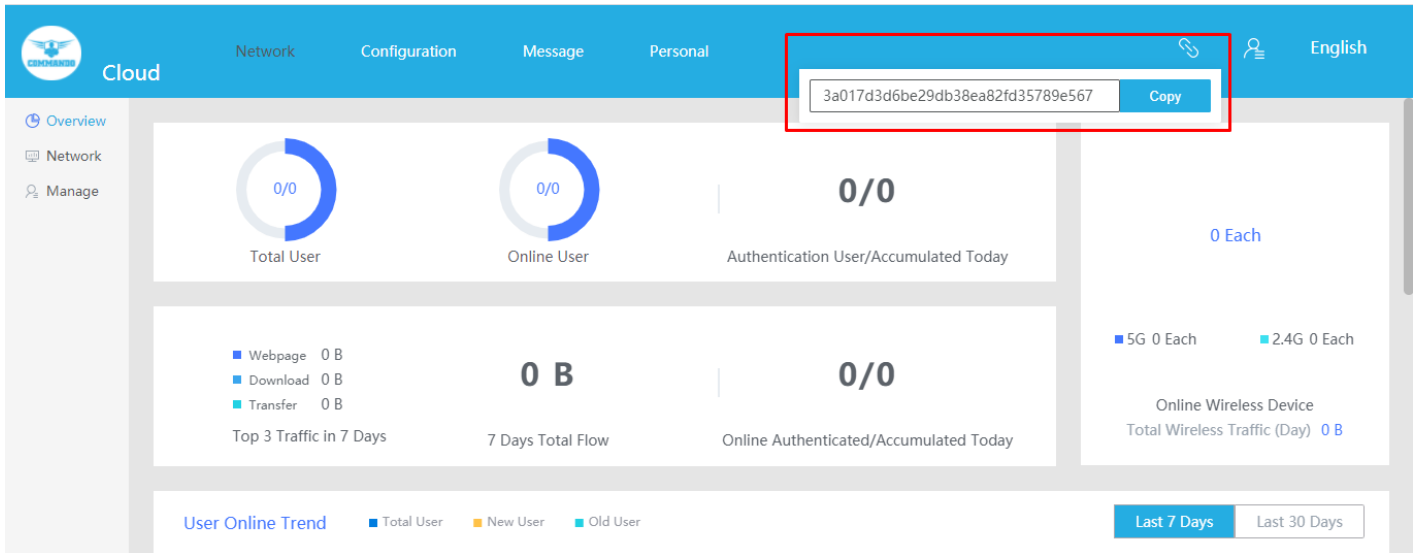 COMMANDO
Cloud
Network
Configuration
Message
Personal
English
3a017d3d6be29db38ea82fd35789e567
Copy
Overview
Network
Manage
0/0
Total User
0/0
Online User
0/0
Authentication User/Accumulated Today
0 Each
5G 0 Each
2.4G 0 Each
Online Wireless Device
Total Wireless Traffic (Day) 0 B
Webpage 0 B
Download 0 B
Transfer 0 B
Top 3 Traffic in 7 Days
0 B
7 Days Total Flow
0/0
Online Authenticated/Accumulated Today
User Online Trend
Total User
New User
Old User
Last 7 Days
Last 30 Days